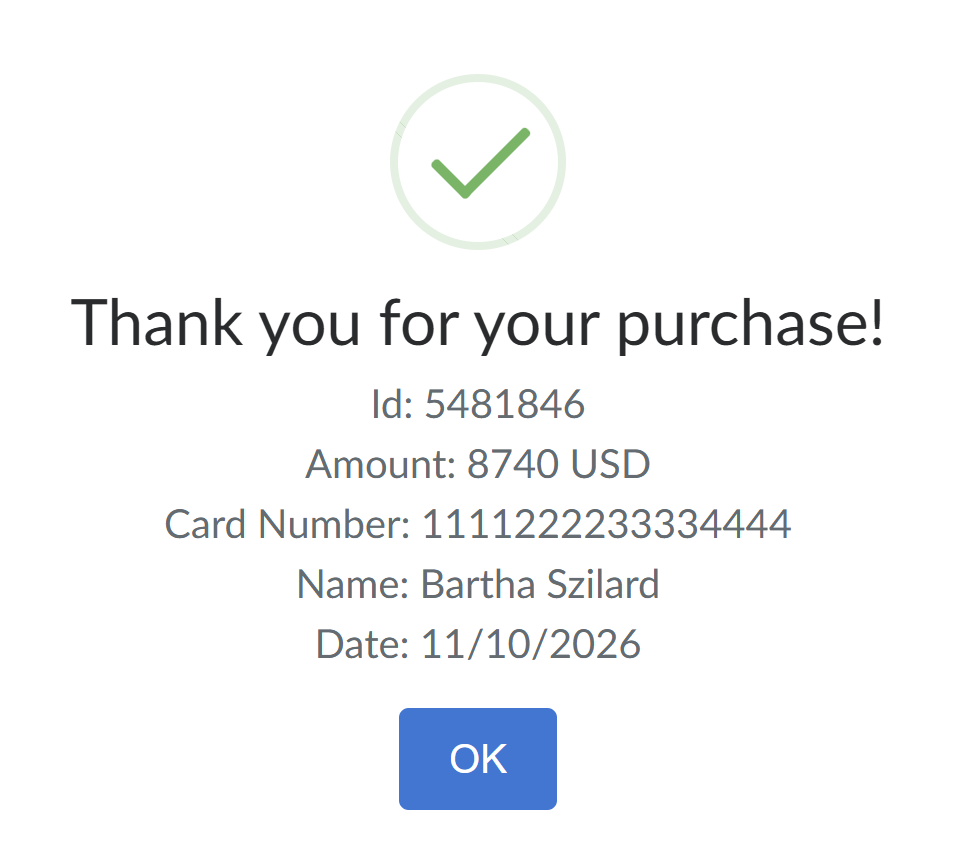 Thank you for your purchase!
Id: 5481846
Amount: 8740 USD
Card Number: 1111222233334444
Name: Bartha Szilard
Date: 11/10/2026
OK